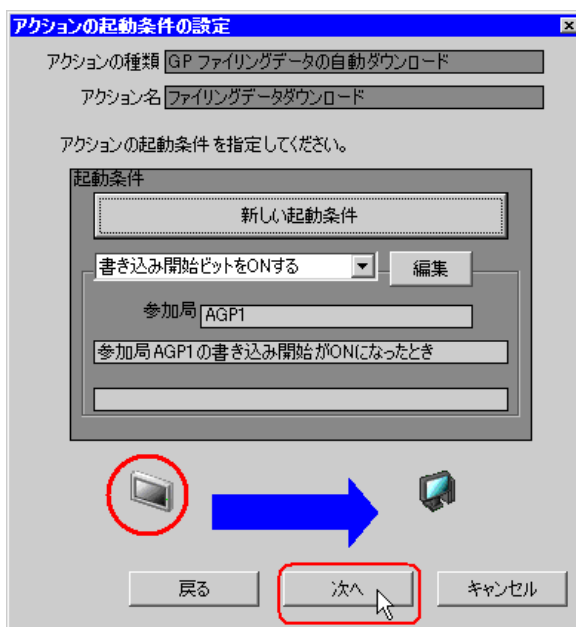 アクションの起動条件の設定
アクションの種類 GP ファイリングデータの自動ダウンロード
アクション名 ファイリングデータダウンロード
アクションの起動条件を指定してください。
起動条件
新しい起動条件
書き込み開始ビットをONする 編集
参加局 AGP1
参加局AGP1の書き込み開始がONになったとき
戻る 次へ キャンセル